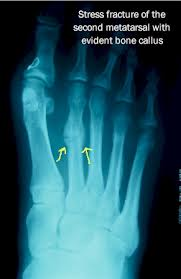 Stress fracture of the
second metatarsal with
evident bone callus